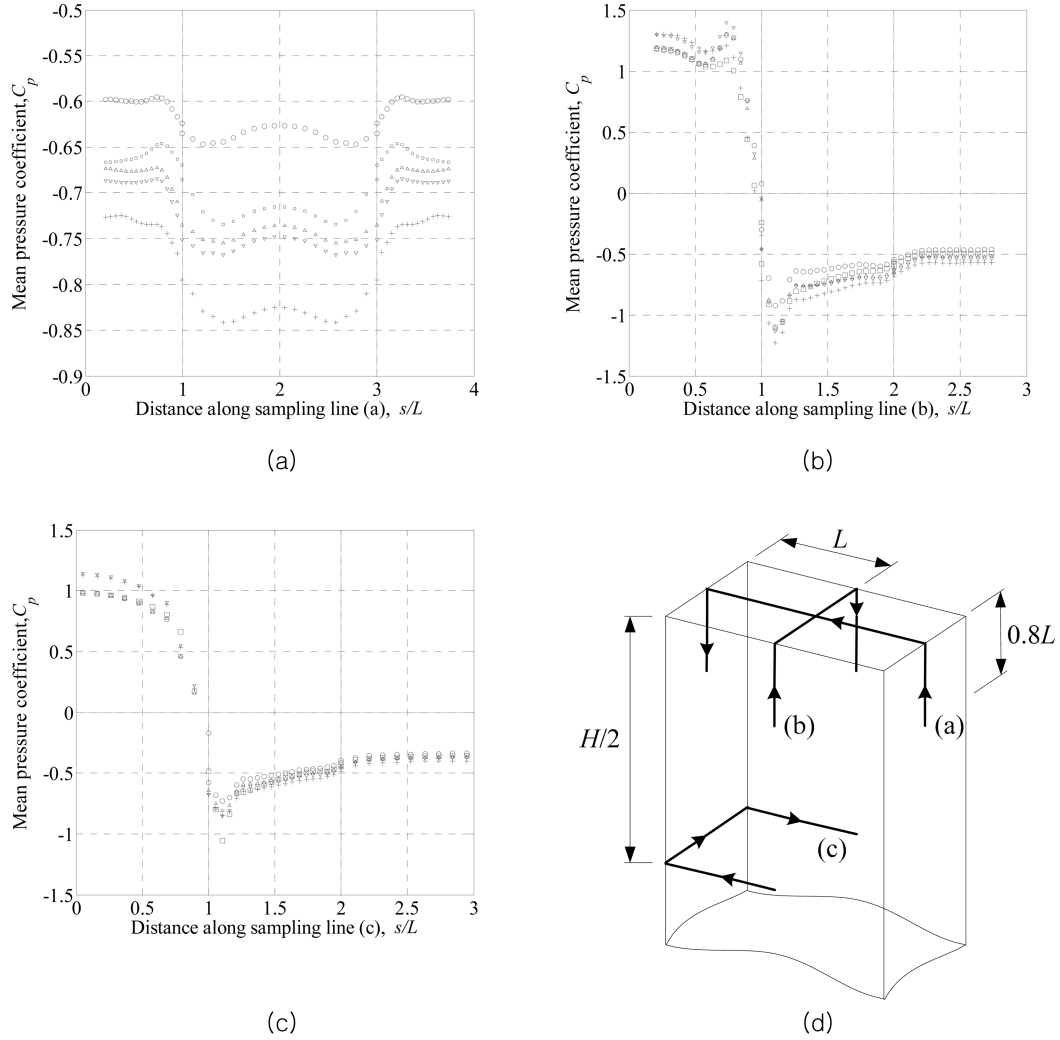 -0.5
-0.55
-0.6
-0.65
-0.7
-0.75
-0.8
-0.85
-0.9
0 1 2 3 4
Mean pressure coefficient,Cp
Distance along sampling line (a), s/L
(a)
1.5
1
0.5
0
-0.5
-1
-1.5
0 0.5 1 1.5 2 2.5 3
Mean pressure coefficient, Cp
Distance along sampling line (b), s/L
(b)
1.5
1
0.5
0
-0.5
-1
-1.5
0 0.5 1 1.5 2 2.5 3
Mean pressure coefficient,Cp
Distance along sampling line (c), s/L
(c)
L
0.8L
H/2
(b)
(a)
(c)
(d)